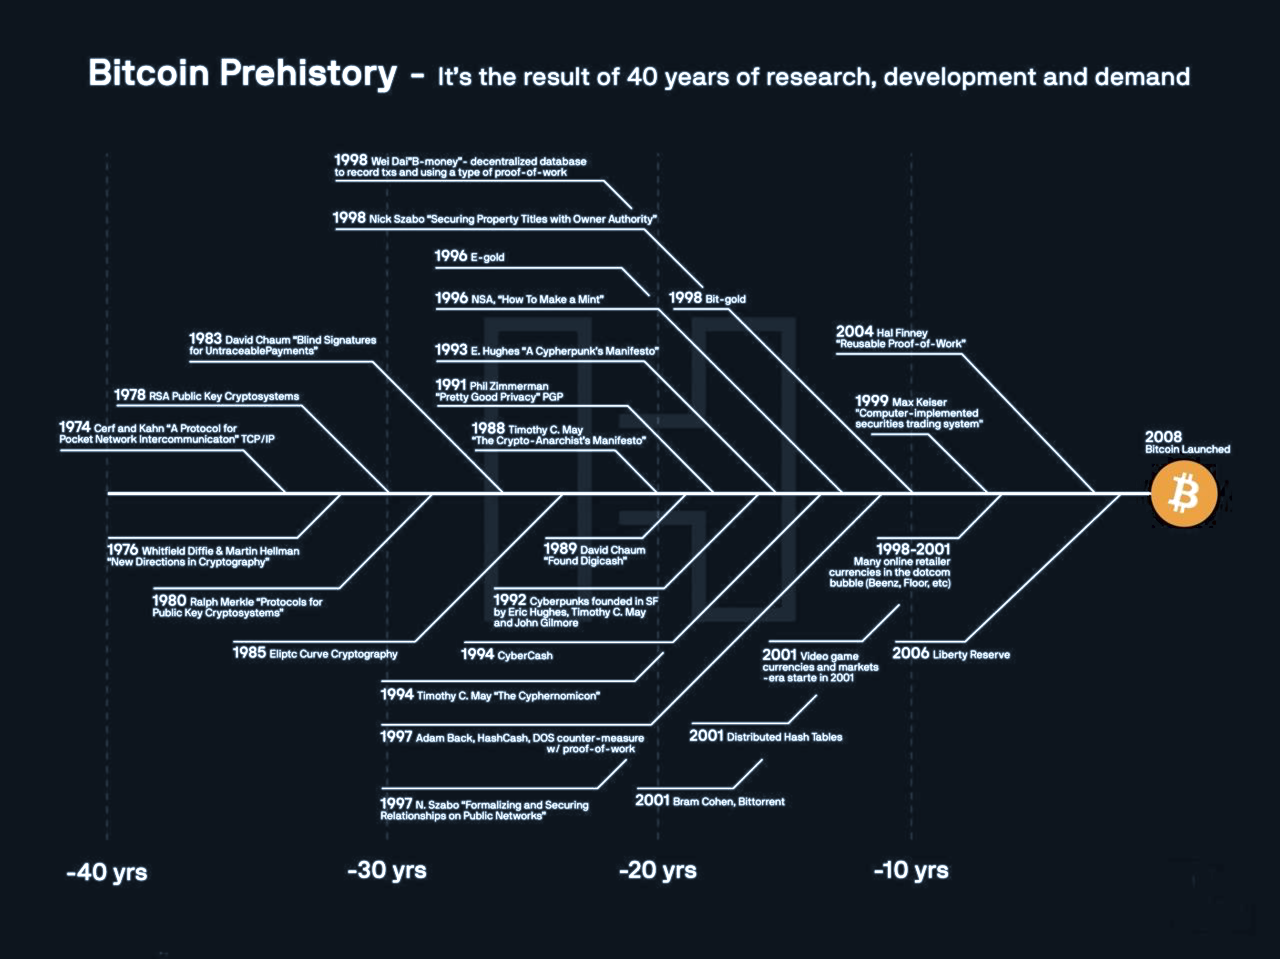 Bitcoin Prehistory - It's the result of 40 years of research, development and demand
1998 Wei Dai"B-money"- decentralized database
to record txs and using a type of proof-of-work
1998 Nick Szabo "Securing Property Titles with Owner Authority"
1996 E-gold
1996 NSA, "How To Make a Mint"
1998 Bit-gold
1983 David Chaum "Blind Signatures
for UntraceablePayments"
1993 E. Hughes "A Cypherpunk's Manifesto"
2004 Hal Finney
"Reusable Proof-of-Work"
1978 RSA Public Key Cryptosystems
1991 Phil Zimmerman
"Pretty Good Privacy" PGP
1999 Max Keiser
"Computer-implemented
securities trading system"
1974 Cerf and Kahn "A Protocol for
Pocket Network Intercommunicaton" TCP/IP
1988 Timothy C. May
"The Crypto-Anarchist's Manifesto"
2008
Bitcoin Launched
1976 Whitfield Diffie & Martin Hellman
"New Directions in Cryptography"
1989 David Chaum
"Found Digicash"
1998-2001
Many online retailer
currencies in the dotcom
bubble (Beenz, Floor, etc)
1980 Ralph Merkle "Protocols for
Public Key Cryptosystems"
1992 Cyberpunks founded in SF
by Eric Hughes, Timothy C. May
and John Gilmore
1985 Eliptc Curve Cryptography
1994 CyberCash
2001 Video game
currencies and markets
-era starte in 2001
2006 Liberty Reserve
1994 Timothy C. May "The Cyphernomicon"
1997 Adam Back, HashCash, DOS counter-measure
w/ proof-of-work
2001 Distributed Hash Tables
1997 N. Szabo "Formalizing and Securing
Relationships on Public Networks"
2001 Bram Cohen, Bittorrent
-40 yrs
-30 yrs
-20 yrs
-10 yrs